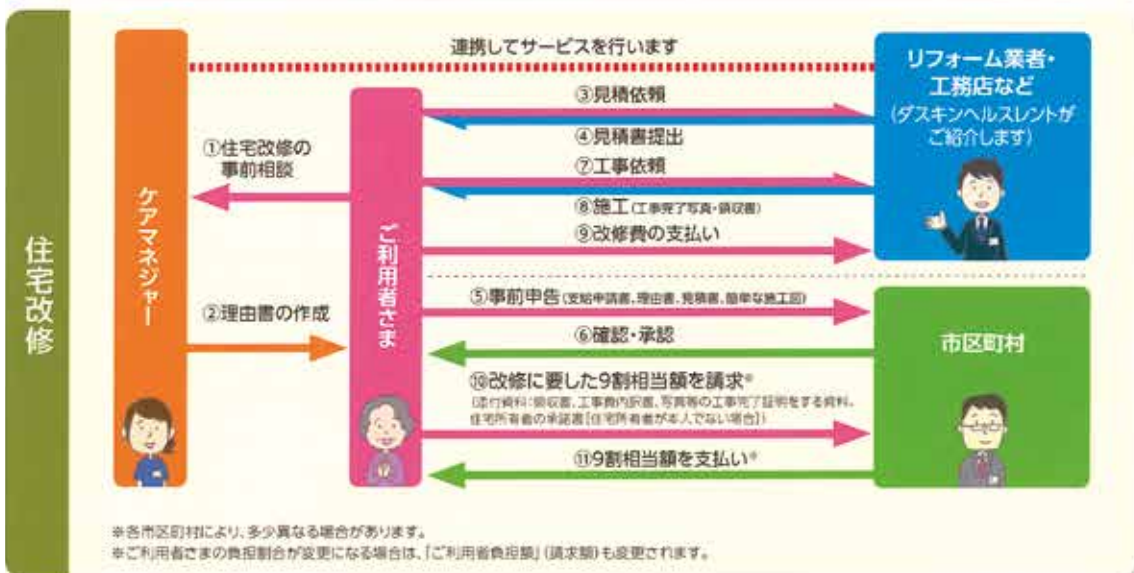 住宅改修
ケアマネジャー
ご利用者さま
連携してサービスを行います
リフォーム業者・
工務店など
(ダスキンヘルスレントが
ご紹介します)
①住宅改修の
事前相談
②理由書の作成
③見積依頼
④見積書提出
⑦工事依頼
⑧施工(工事完了写真・領収書)
⑨改修費の支払い
⑤事前申告(支給申請書、理由書、見積書、簡単な施工図)
⑥確認・承認
市区町村
⑩改修に要した9割相当額を請求※
(添付資料:領収書、工事費内訳書、写真等の工事完了証明をする資料、
住宅所有者の承諾書[住宅所有者が本人でない場合])
⑪9割相当額を支払い※
※各市区町村により、多少異なる場合があります。
※ご利用者さまの負担割合が変更になる場合は、「ご利用者負担額」(請求額)も変更されます。